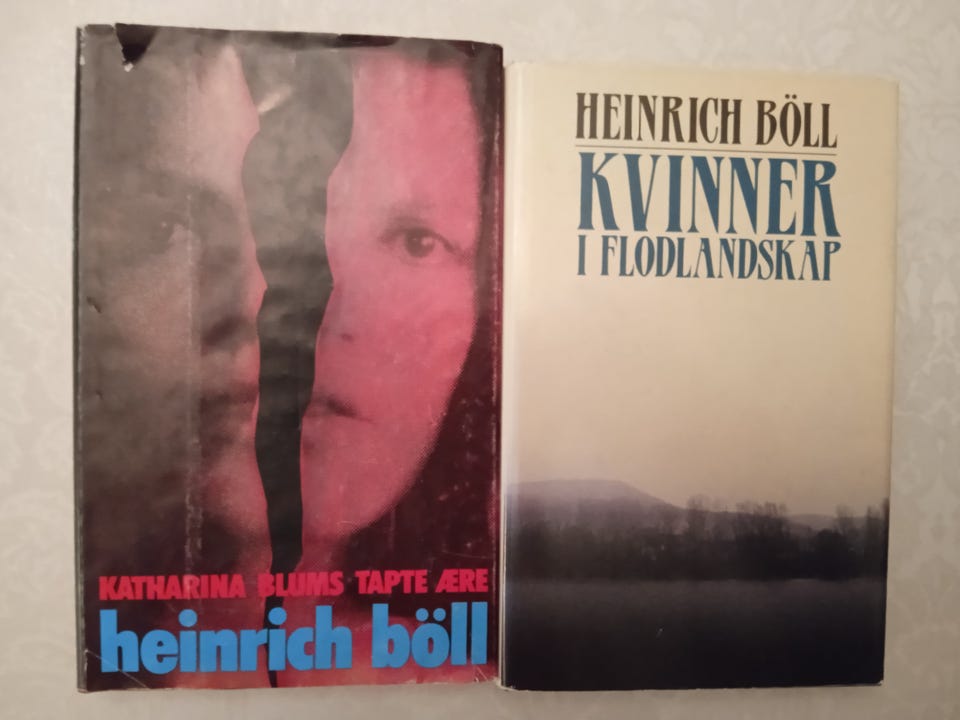 KATHARINA BLUMS TAPTE ÆRE
heinrich böll
HEINRICH BÖLL
KVINNER
I FLODLANDSKAP